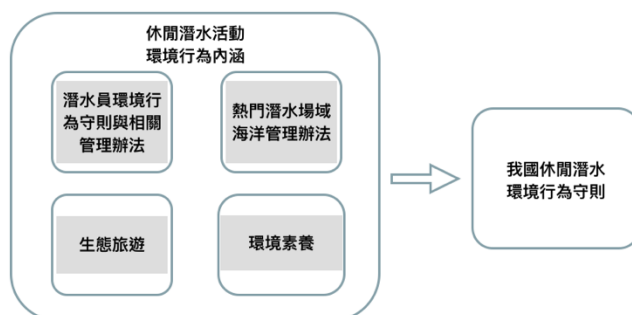 休閒潛水活動
環境行為內涵
潛水員環境行
為守則與相關
管理辦法
熱門潛水場域
海洋管理辦法
生態旅遊
環境素養
我國休閒潛水
環境行為守則